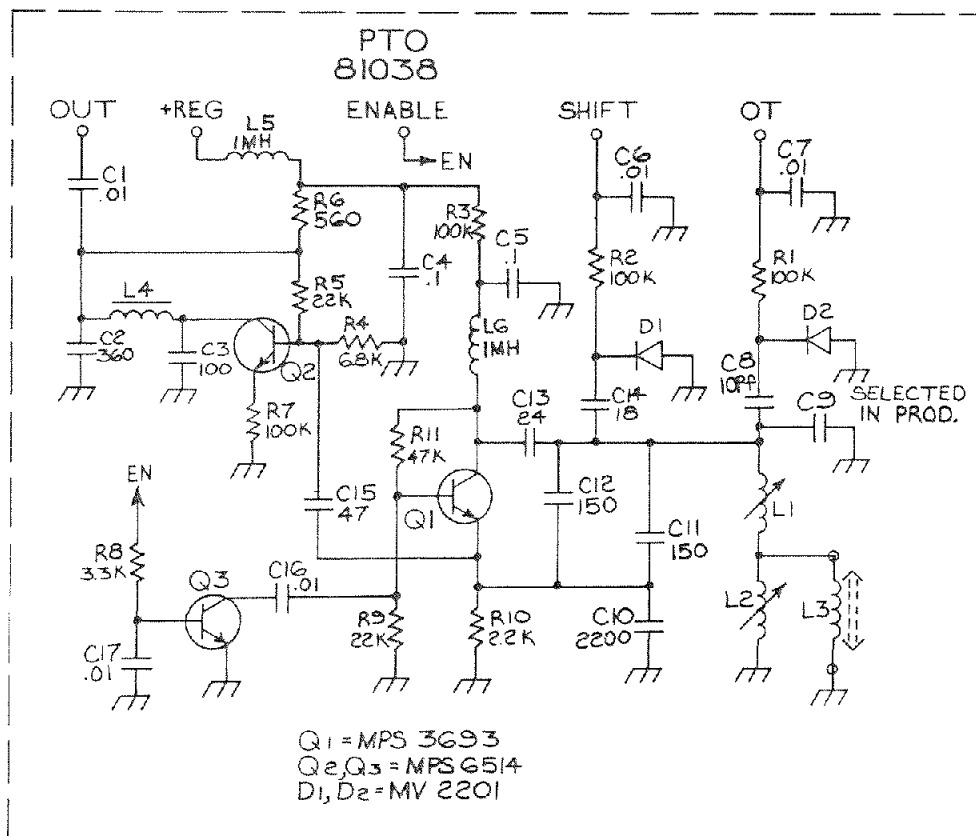 PTO
81038
OUT
+REG
L5
1MH
ENABLE
EN
SHIFT
OT
C1
.01
R6
560
R3
100K
C6
.01
C7
.01
C5
.1
C4
.1
R2
100K
R1
100K
L4
R5
22K
R4
68K
L6
1MH
D1
D2
C2
360
C3
100
Q2
C8
10Pf
C9
SELECTED
IN PROD.
C14
18
C13
24
R7
100K
R11
47K
EN
C15
47
Q1
C12
150
C11
150
L1
R8
3.3K
Q3
C16
.01
L2
L3
C17
.01
R9
22K
R10
2.2K
C10
2200
Q1 = MPS 3693
Q2,Q3 = MPS 6514
D1, D2 = MV 2201